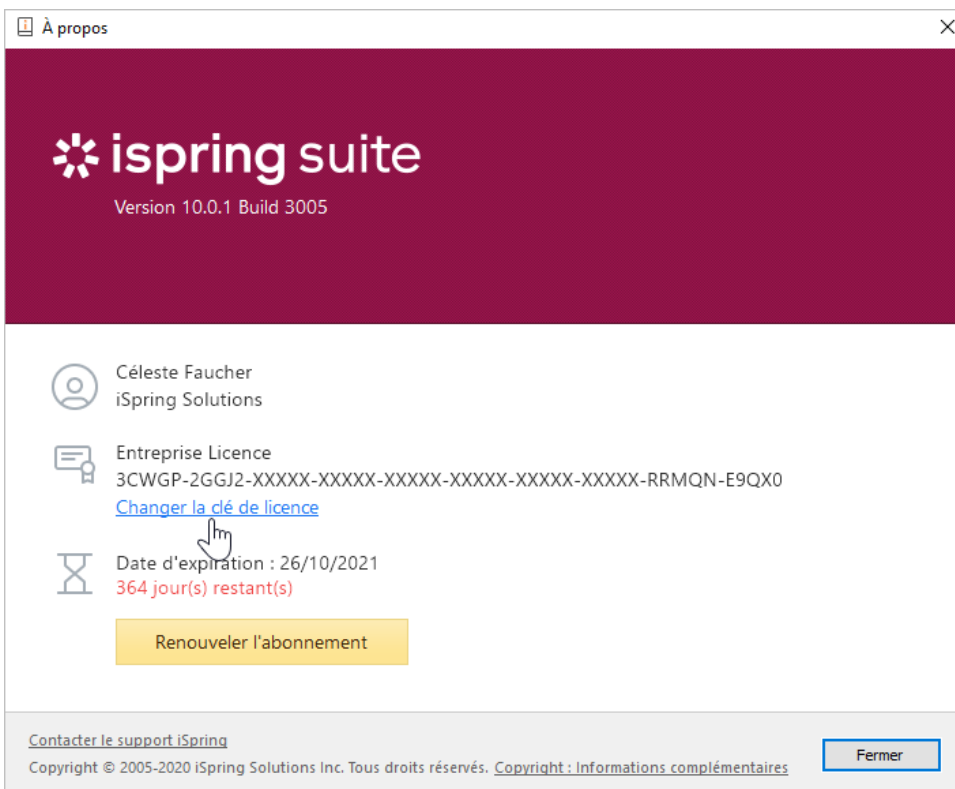 À propos
ispring suite
Version 10.0.1 Build 3005
Céleste Faucher
iSpring Solutions
Entreprise Licence
3CWGP-2GGJ2-XXXXX-XXXXX-XXXXX-XXXXX-XXXXX-XXXXX-RRMQN-E9QX0
Changer la clé de licence
Date d'expiration : 26/10/2021
364 jour(s) restant(s)
Renouveler l'abonnement
Contacter le support iSpring
Copyright © 2005-2020 iSpring Solutions Inc. Tous droits réservés. Copyright : Informations complémentaires
Fermer